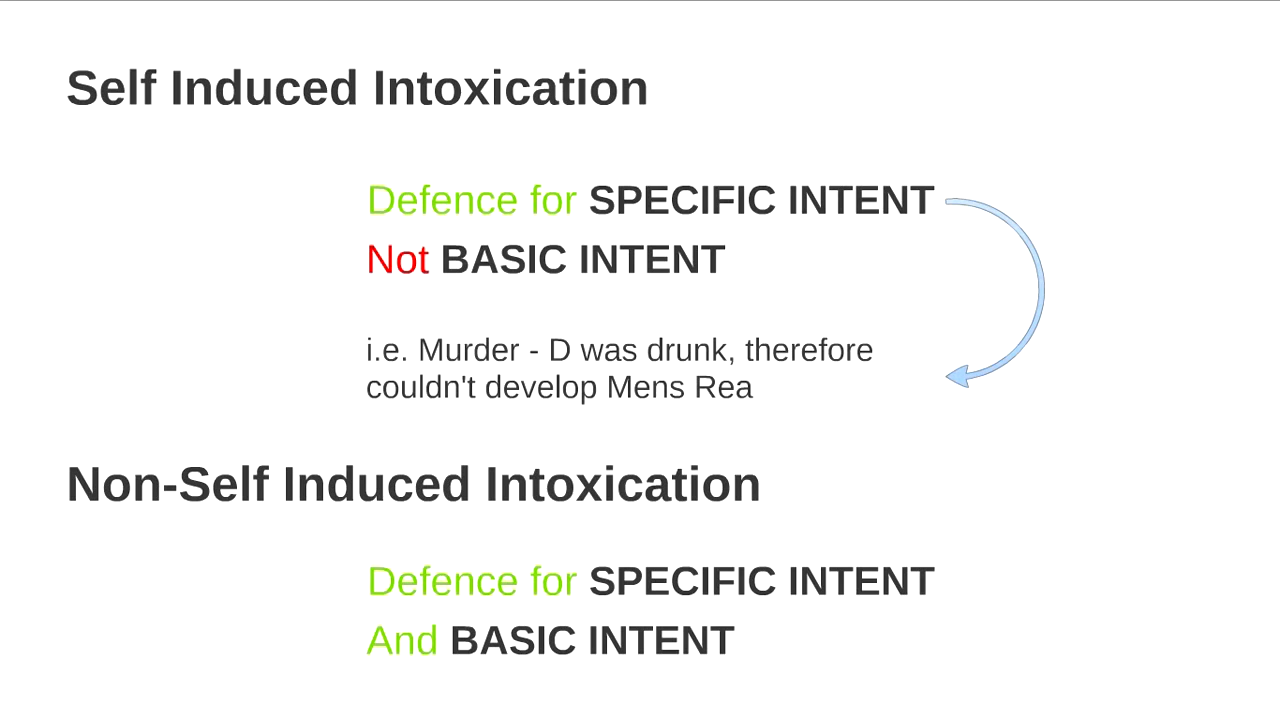 Self Induced Intoxication
Defence for SPECIFIC INTENT
Not BASIC INTENT
i.e. Murder - D was drunk, therefore
couldn't develop Mens Rea
Non-Self Induced Intoxication
Defence for SPECIFIC INTENT
And BASIC INTENT